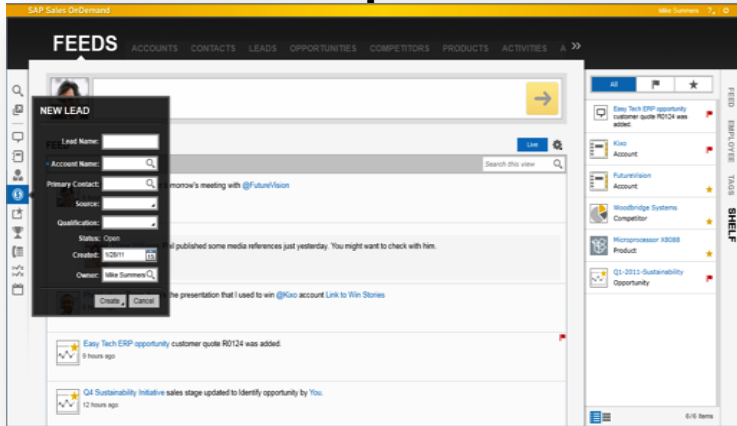 SAP Sales OnDemand
Mike Summers ?
FEEDS ACCOUNTS CONTACTS LEADS OPPORTUNITIES COMPETITORS PRODUCTS ACTIVITIES A »
NEW LEAD
Lead Name:
Account Name:
Primary Contact:
Source:
Qualification:
Status: Open
Created: 1/28/11
Owner: Mike Summers
Create Cancel
FEED
Live
Search this view
morrow's meeting with @FutureVision
published some media references just yesterday. You might want to check with him.
the presentation that I used to win @Kixo account Link to Win Stories
Easy Tech ERP opportunity customer quote R0124 was added.
9 hours ago
Q4 Sustainability Initiative sales stage updated to Identify opportunity by You.
12 hours ago
All
Easy Tech ERP opportunity
customer quote R0124 was
added.
Kixo
Account
FutureVision
Account
Woodbridge Systems
Competitor
Microprocessor X8088
Product
Q1-2011-Sustainability
Opportunity
6/6 Items
FEED
EMPLOYEE
TAGS
SHELF